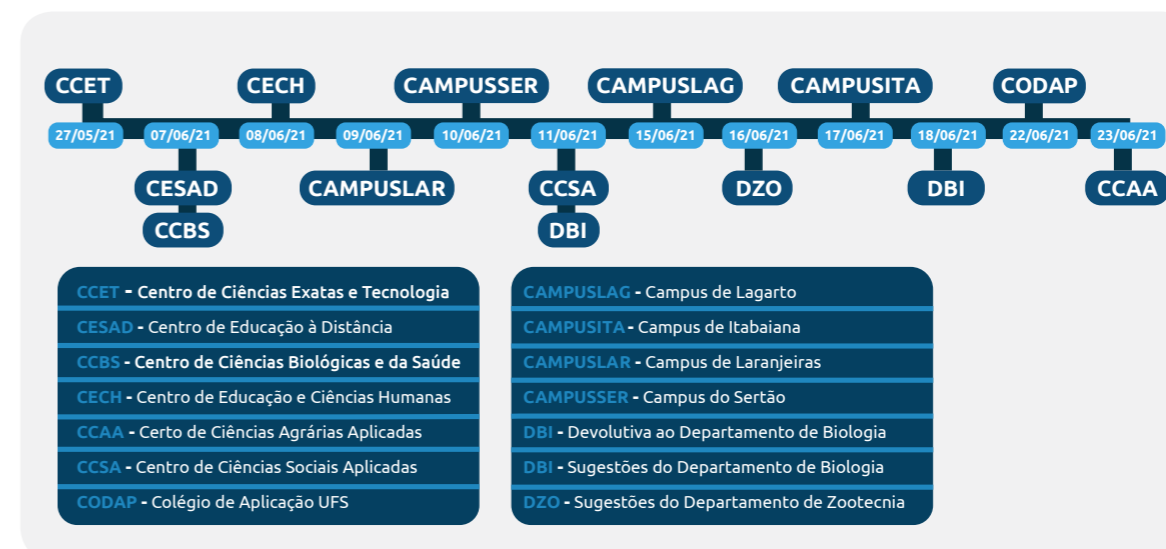 CCET CECH CAMPUSSER CAMPUSLAG CAMPUSITA CODAP
27/05/21 07/06/21 08/06/21 09/06/21 10/06/21 11/06/21 15/06/21 16/06/21 17/06/21 18/06/21 22/06/21 23/06/21
CESAD CAMPUSLAR CCSA DZO DBI CCAA
CCBS DBI
CCET - Centro de Ciências Exatas e Tecnologia
CESAD - Centro de Educação à Distância
CCBS - Centro de Ciências Biológicas e da Saúde
CECH - Centro de Educação e Ciências Humanas
CCAA - Certo de Ciências Agrárias Aplicadas
CCSA - Centro de Ciências Sociais Aplicadas
CODAP - Colégio de Aplicação UFS
CAMPUSLAG - Campus de Lagarto
CAMPUSITA - Campus de Itabaiana
CAMPUSLAR - Campus de Laranjeiras
CAMPUSSER - Campus do Sertão
DBI - Devolutiva ao Departamento de Biologia
DBI - Sugestões do Departamento de Biologia
DZO - Sugestões do Departamento de Zootecnia